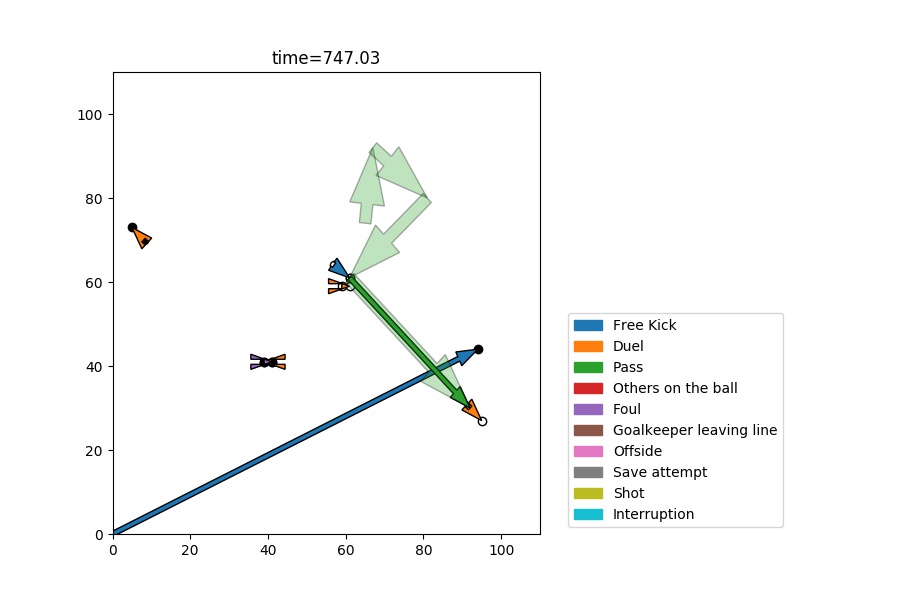 time=747.03
100
80
60
40
20
0
0 20 40 60 80 100
Free Kick
Duel
Pass
Others on the ball
Foul
Goalkeeper leaving line
Offside
Save attempt
Shot
Interruption